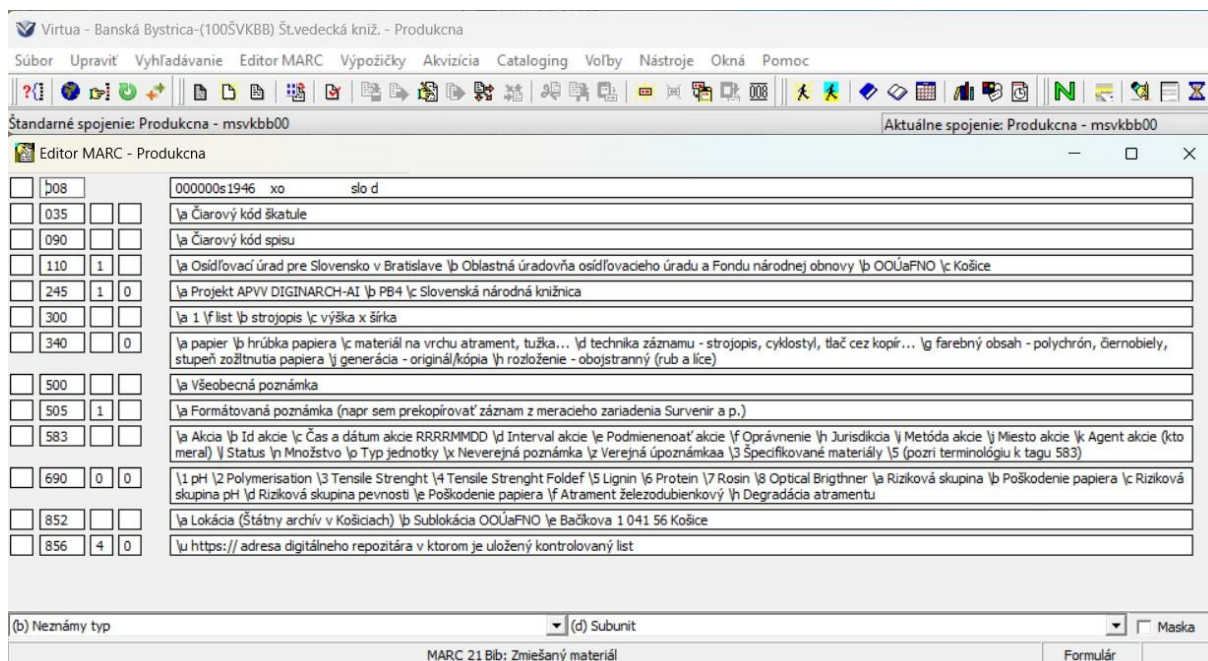 Virtua - Banská Bystrica-(100ŠVKBB) Št.vedecká kniž. - Produkcna
Súbor Upraviť Vyhľadávanie Editor MARC Výpožičky Akvizícia Cataloging Voľby Nástroje Okná Pomoc
Štandarné spojenie: Produkcna - msvkbb00 Aktuálne spojenie: Produkcna - msvkbb00
Editor MARC - Produkcna
008 000000s1946 xo slo d
035 \a Čiarový kód škatule
090 \a Čiarový kód spisu
110 1 \a Osídľovací úrad pre Slovensko v Bratislave \b Oblastná úradovňa osídľovacieho úradu a Fondu národnej obnovy \b OOÚaFNO \c Košice
245 1 0 \a Projekt APVV DIGINARCH-AI \b PB4 \c Slovenská národná knižnica
300 \a 1 \f list \b strojopis \c výška x šírka
340 0 \a papier \b hrúbka papiera \c materiál na vrchu atrament, tužka... \d technika záznamu - strojopis, cyklostyl, tlač cez kopír... \g farebný obsah - polychrón, čiernobiely,
stupeň zožltnutia papiera \j generácia - originál/kópia \h rozloženie - obojstranný (rub a líce)
500 \a Všeobecná poznámka
505 1 \a Formátovaná poznámka (napr sem prekopírovať záznam z meracieho zariadenia Survenir a p.)
583 \a Akcia \b Id akcie \c Čas a dátum akcie RRRRMMDD \d Interval akcie \e Podmienenoať akcie \f Oprávnenie \h Jurisdikcia \i Metóda akcie \j Miesto akcie \k Agent akcie (kto
meral) \l Status \n Množstvo \o Typ jednotky \x Neverejná poznámka \z Verejná úpoznámkaa \3 Špecifikované materiály \5 (pozri terminológiu k tagu 583)
690 0 0 \1 pH \2 Polymerisation \3 Tensile Strenght \4 Tensile Strenght Foldef \5 Lignin \6 Protein \7 Rosin \8 Optical Brigthner \a Riziková skupina \b Poškodenie papiera \c Riziková
skupina pH \d Riziková skupina pevnosti \e Poškodenie papiera \f Atrament železodubienkový \h Degradácia atramentu
852 \a Lokácia (Štátny archív v Košiciach) \b Sublokácia OOÚaFNO \e Bačíkova 1 041 56 Košice
856 4 0 \u https:// adresa digitálneho repozitára v ktorom je uložený kontrolovaný list
(b) Neznámy typ (d) Subunit Maska
MARC 21 Bib: Zmiešaný materiál Formulár